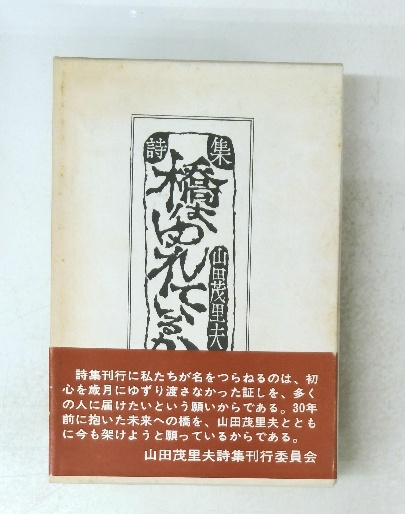 詩集
橋はゆれているか
山田茂里夫
詩集刊行に私たちが名をつらねるのは、初
心を歳月にゆずり渡さなかった証しを、多く
の人に届けたいという願いからである。30年
前に抱いた未来への橋を、山田茂里夫ととも
に今も架けようと願っているからである。
山田茂里夫詩集刊行委員会